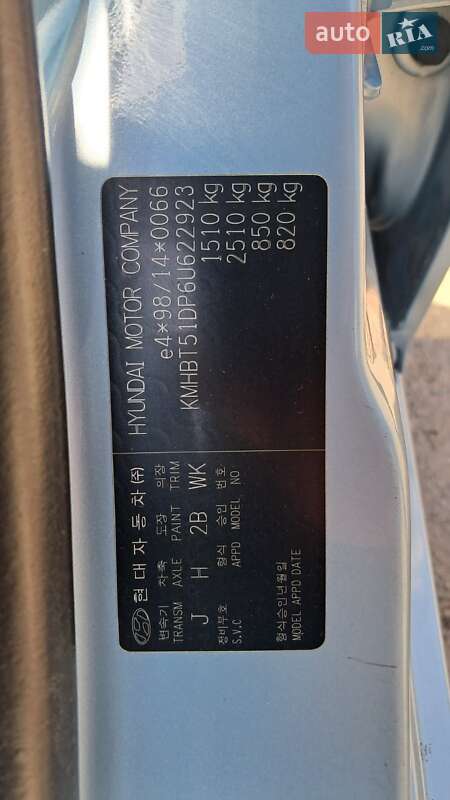 auto RIA.com
HYUNDAI MOTOR COMPANY
e4*98/14*0066
KMHBT51DP6U622923
1510 kg
2510 kg
850 kg
820 kg
현대자동차(주)
변속기 차축 도장 의장
TRANSM AXLE PAINT TRIM
J H 2B WK
정비부호 형식 승인 번호
S.V.C APPD MODEL NO
형식승인년월일
MODEL APPD DATE